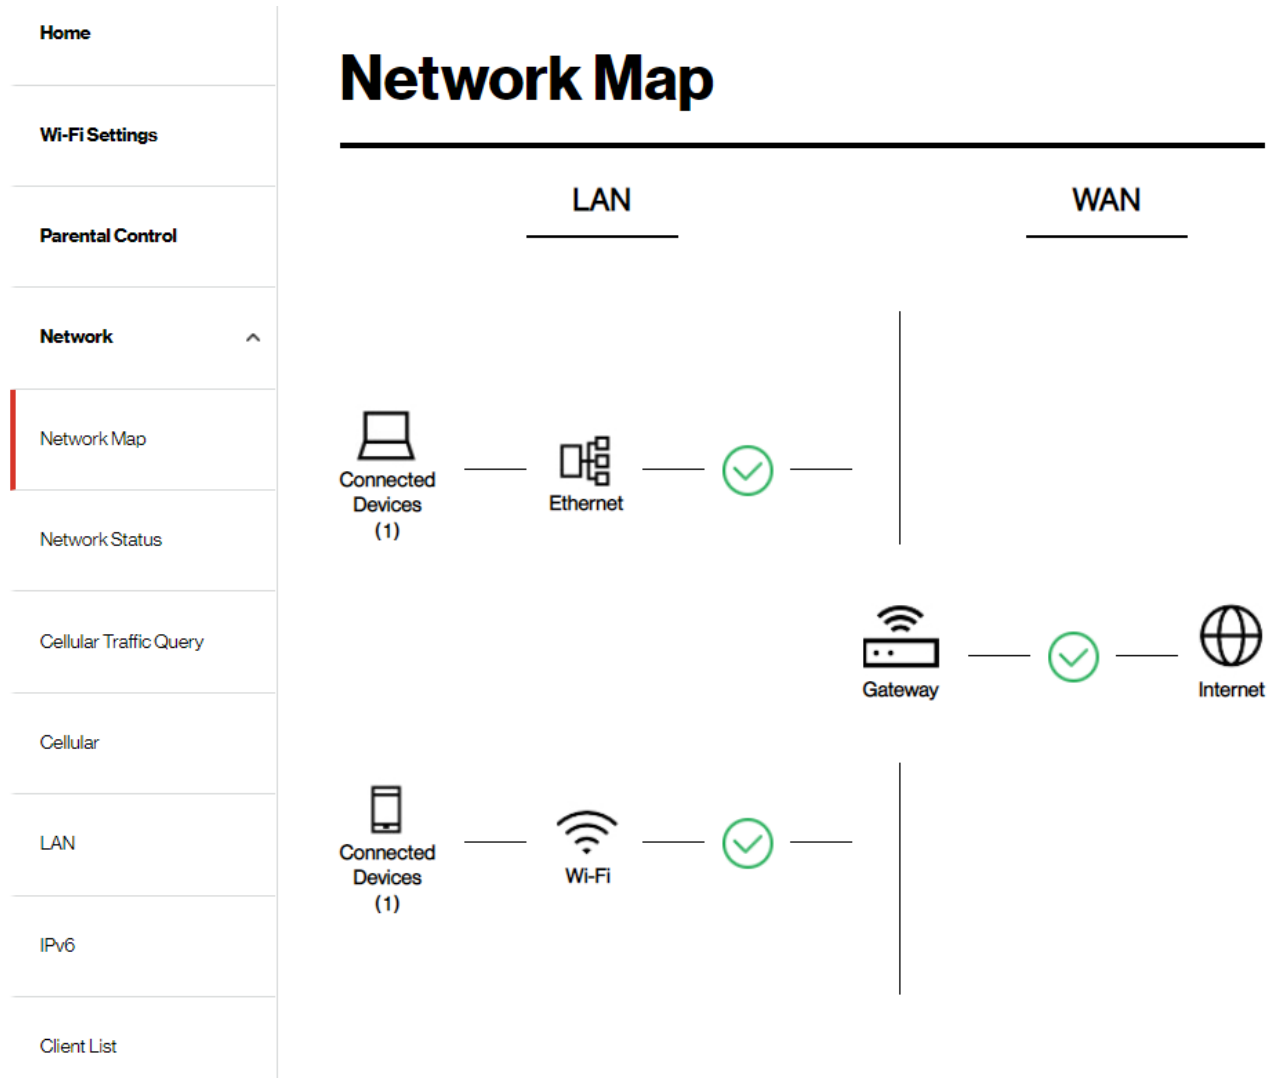 Home
Wi-Fi Settings
Parental Control
Network
Network Map
Network Status
Cellular Traffic Query
Cellular
LAN
IPv6
Client List
Network Map
LAN
WAN
Connected
Devices
(1)
Ethernet
Gateway
Internet
Connected
Devices
(1)
Wi-Fi